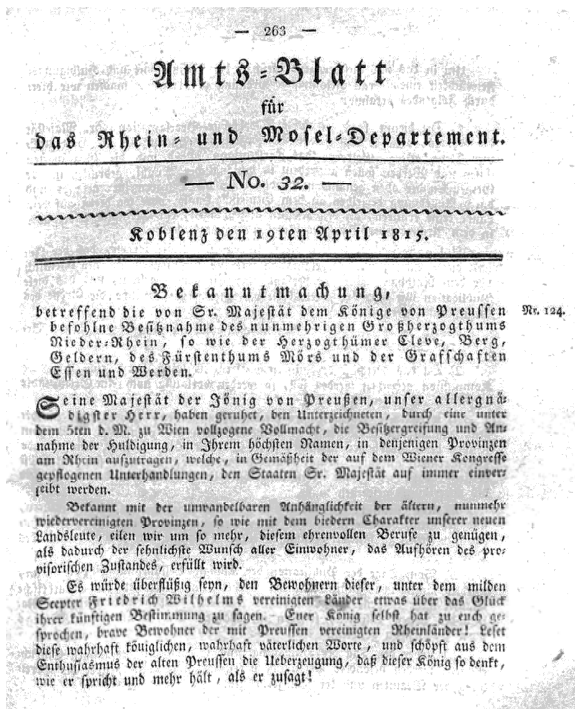 — 263 —
Amts-Blatt
für
das Rhein- und Mosel-Departement.
— No. 32. —
Koblenz den 19ten April 1815.
Bekanntmachung,
betreffend die von Sr. Majestät dem Könige von Preussen
befohlne Besitznahme des nunmehrigen Großherzogthums
Nieder-Rhein, so wie der Herzogthümer Cleve, Berg,
Geldern, des Fürstenthums Mörs und der Grafschaften
Essen und Werden.
Nr. 124.
Seine Majestät der König von Preußen, unser allergnä-
digster Herr, haben geruhet, den Unterzeichneten, durch eine unter
dem 5ten d. M. zu Wien vollzogene Vollmacht, die Besitzergreifung und An-
nahme der Huldigung, in Ihrem höchsten Namen, in denjenigen Provinzen
am Rhein aufzutragen, welche, in Gemäßheit der auf dem Wiener Kongresse
gepflogenen Unterhandlungen, den Staaten Sr. Majestät auf immer einver-
leibt werden.
Bekannt mit der unwandelbaren Anhänglichkeit der ältern, nunmehr
wiedervereinigten Provinzen, so wie mit dem biedern Charakter unserer neuen
Landsleute, eilen wir um so mehr, diesem ehrenvollen Berufe zu genügen,
als dadurch der sehnlichste Wunsch aller Einwohner, das Aufhören des pro-
visorischen Zustandes, erfüllt wird.
Es würde überflüßig seyn, den Bewohnern dieser, unter dem milden
Scepter Friedrich Wilhelms vereinigten Länder etwas über das Glück
ihrer künftigen Bestimmung zu sagen. — Euer König selbst hat zu euch ge-
sprochen, brave Bewohner der mit Preussen vereinigten Rheinländer! Leset
diese wahrhaft königlichen, wahrhaft väterlichen Worte, und schöpft aus dem
Enthusiasmus der alten Preussen die Ueberzeugung, daß dieser König so denkt,
wie er spricht und mehr hält, als er zusagt!